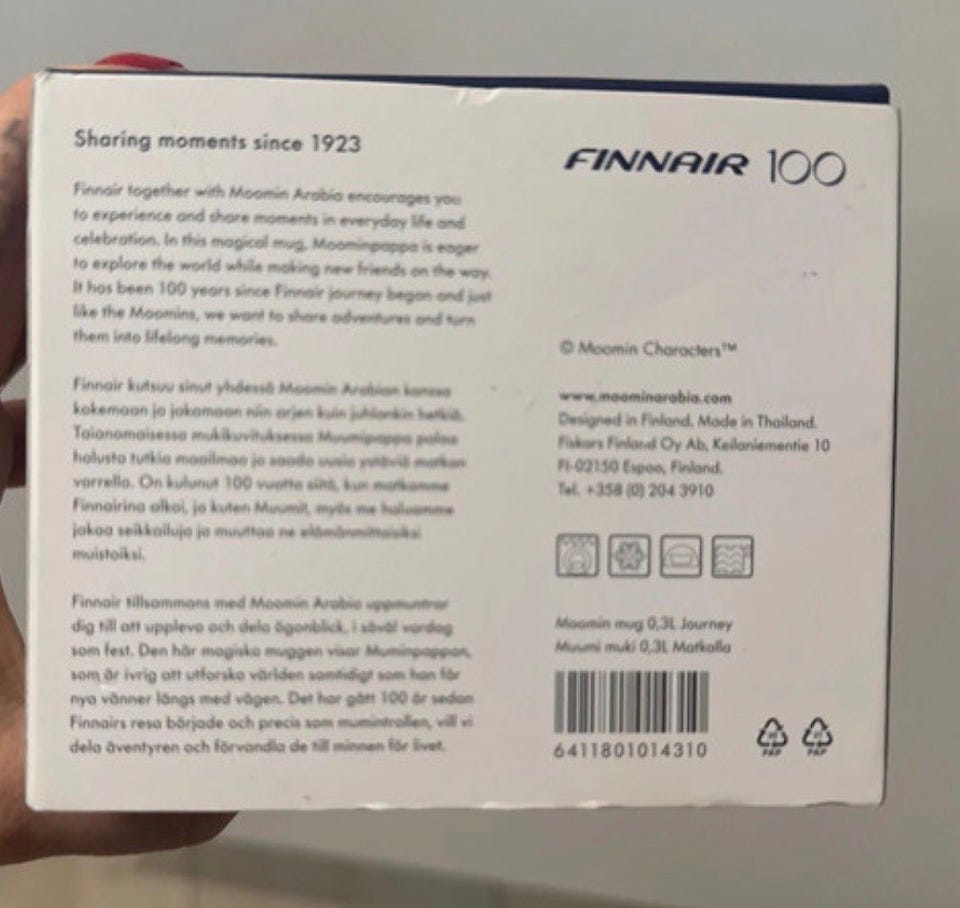 Sharing moments since 1923
Finnair together with Moomin Arabia encourages you
to experience and share moments in everyday life and
celebration. In this magical mug, Moominpappa is eager
to explore the world while making new friends on the way.
It has been 100 years since Finnair journey began and just
like the Moomins, we want to share adventures and turn
them into lifelong memories.
Finnair kutsuu sinut yhdessä Moomin Arabian kanssa
kokemaan ja jakamaan niin arjen kuin juhlankin hetkiä.
Taianomaisessa mukikuvituksessa Muumipappa palaa
halusta tutkia maailmaa ja saada uusia ystäviä matkan
varrella. On kulunut 100 vuotta siitä, kun matkamme
Finnairina alkoi, ja kuten Muumit, myös me haluamme
jakaa seikkailuja ja muuttaa ne elämänmittaisiksi
muistoiksi.
Finnair tillsammans med Moomin Arabia uppmuntrar
dig till att uppleva och dela ögonblick, i såväl vardag
som fest. Den här magiska muggen visar Muminpappan,
som är ivrig att utforska världen samtidigt som han får
nya vänner längs med vägen. Det har gått 100 år sedan
Finnairs resa började och precis som mumintrollen, vill vi
dela äventyren och förvandla de till minnen för livet.
FINNAIR 100
© Moomin Characters™
www.moominarabia.com
Designed in Finland. Made in Thailand.
Fiskars Finland Oy Ab, Keilaniementie 10
FI-02150 Espoo, Finland.
Tel. +358 (0) 204 3910
Moomin mug 0,3L Journey
Muumi muki 0,3L Matkalla
6411801014310
PAP PAP